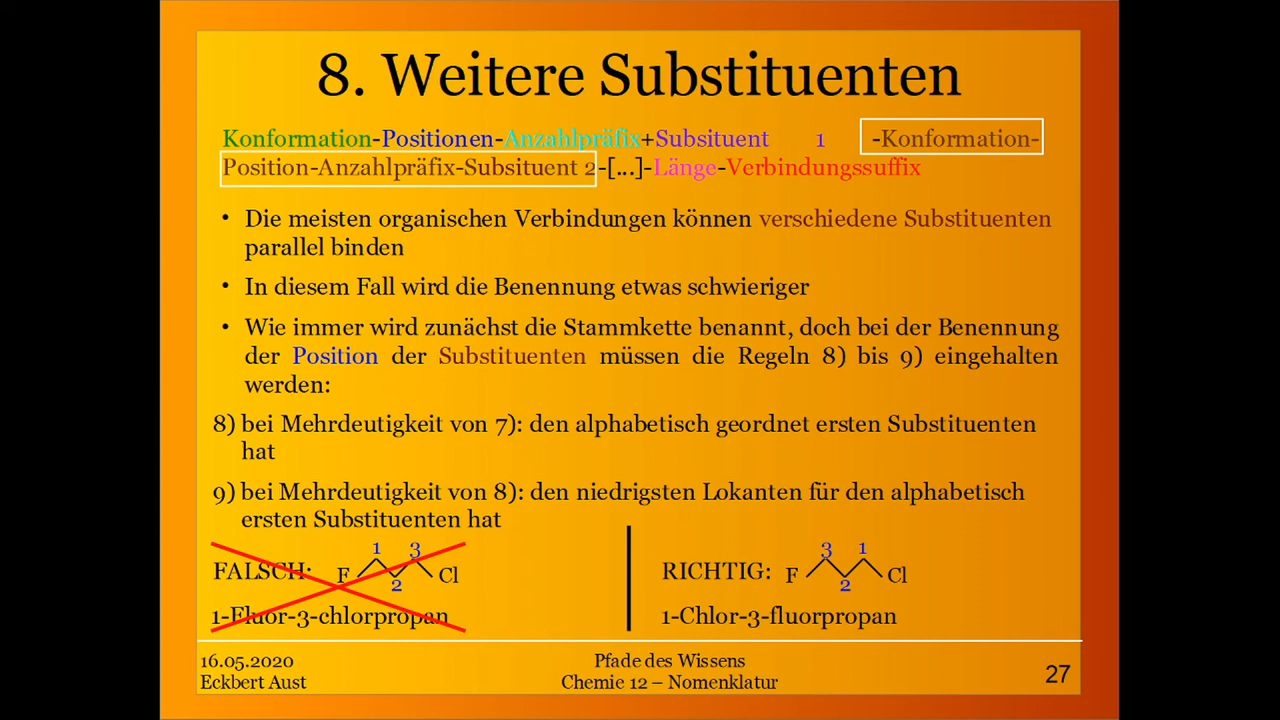 8. Weitere Substituenten
Konformation-Positionen-Anzahlpräfix+Subsituent 1 -Konformation-
Position-Anzahlpräfix-Subsituent 2-[...]-Länge-Verbindungssuffix
• Die meisten organischen Verbindungen können verschiedene Substituenten
parallel binden
• In diesem Fall wird die Benennung etwas schwieriger
• Wie immer wird zunächst die Stammkette benannt, doch bei der Benennung
der Position der Substituenten müssen die Regeln 8) bis 9) eingehalten
werden:
8) bei Mehrdeutigkeit von 7): den alphabetisch geordnet ersten Substituenten
hat
9) bei Mehrdeutigkeit von 8): den niedrigsten Lokanten für den alphabetisch
ersten Substituenten hat
1 3
FALSCH: F Cl
2
1-Fluor-3-chlorpropan
3 1
RICHTIG: F Cl
2
1-Chlor-3-fluorpropan
16.05.2020
Eckbert Aust
Pfade des Wissens
Chemie 12 – Nomenklatur
27